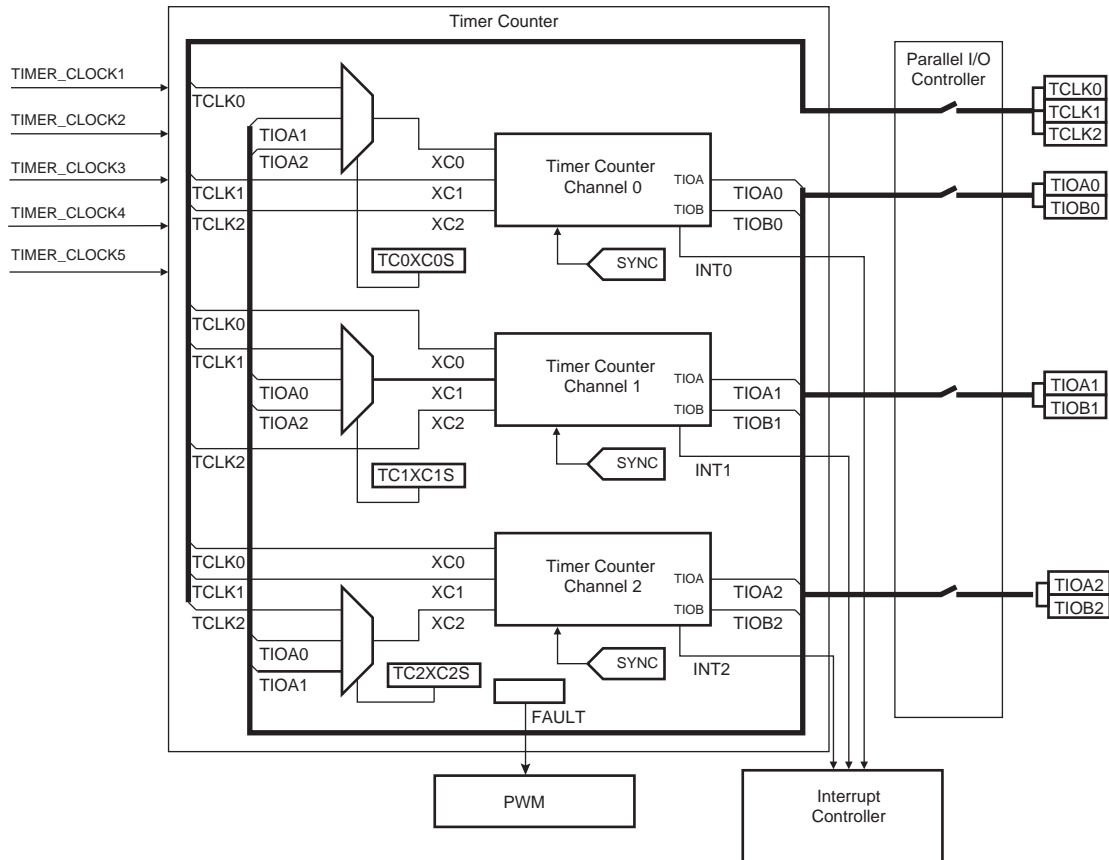 Timer Counter
Parallel I/O
Controller
TIMER_CLOCK1
TIMER_CLOCK2
TIMER_CLOCK3
TIMER_CLOCK4
TIMER_CLOCK5
TCLK0
TIOA1
TIOA2
TCLK1
TCLK2
XC0
XC1
XC2
TC0XC0S
Timer Counter
Channel 0
TIOA
TIOB
TIOA0
TIOB0
SYNC
INT0
TCLK0
TCLK1
TIOA0
TIOA2
TCLK2
XC0
XC1
XC2
TC1XC1S
Timer Counter
Channel 1
TIOA
TIOB
TIOA1
TIOB1
SYNC
INT1
TCLK0
TCLK1
TCLK2
TIOA0
TIOA1
XC0
XC1
XC2
TC2XC2S
Timer Counter
Channel 2
TIOA
TIOB
TIOA2
TIOB2
SYNC
INT2
FAULT
PWM
Interrupt
Controller
TCLK0
TCLK1
TCLK2
TIOA0
TIOB0
TIOA1
TIOB1
TIOA2
TIOB2